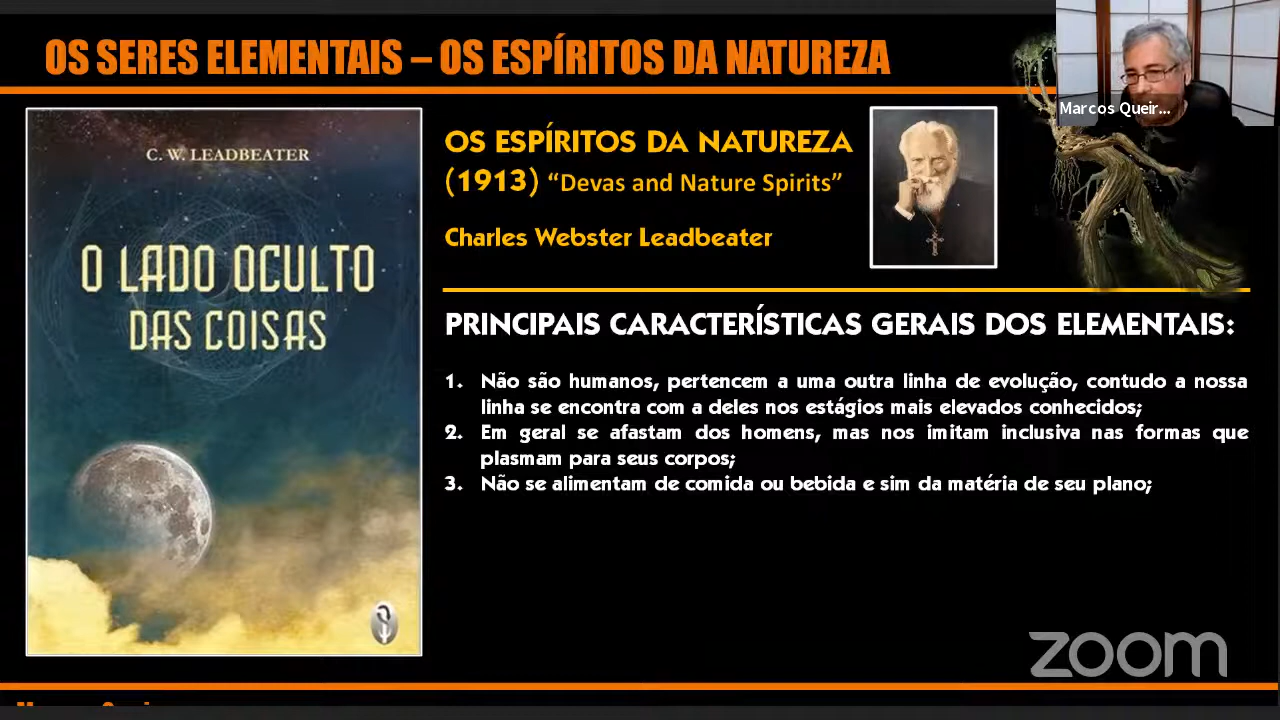 OS SERES ELEMENTAIS – OS ESPÍRITOS DA NATUREZA
Marcos Queir...
C. W. LEADBEATER
O LADO OCULTO
DAS COISAS
OS ESPÍRITOS DA NATUREZA
(1913) “Devas and Nature Spirits”
Charles Webster Leadbeater
PRINCIPAIS CARACTERÍSTICAS GERAIS DOS ELEMENTAIS:
1. Não são humanos, pertencem a uma outra linha de evolução, contudo a nossa
linha se encontra com a deles nos estágios mais elevados conhecidos;
2. Em geral se afastam dos homens, mas nos imitam inclusiva nas formas que
plasmam para seus corpos;
3. Não se alimentam de comida ou bebida e sim da matéria de seu plano;
zoom